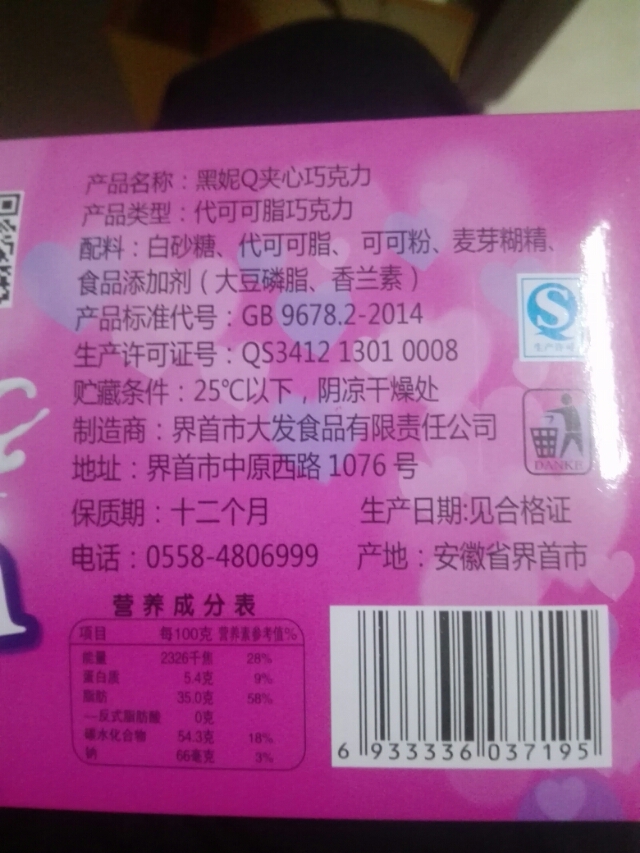 产品名称：黑妮Q夹心巧克力
产品类型：代可可脂巧克力
配料：白砂糖、代可可脂、可可粉、麦芽糊精、
食品添加剂（大豆磷脂、香兰素）
产品标准代号：GB 9678.2-2014
生产许可证号：QS3412 1301 0008
生产许可
贮藏条件：25℃以下，阴凉干燥处
制造商：界首市大发食品有限责任公司
DANKE
地址：界首市中原西路1076号
保质期：十二个月 生产日期:见合格证
电话：0558-4806999 产地：安徽省界首市
营养成分表
项目 每100克 营养素参考值%
能量 2326千焦 28%
蛋白质 5.4克 9%
脂肪 35.0克 58%
—反式脂肪酸 0克
碳水化合物 54.3克 18%
钠 66毫克 3%
6 933336 037195